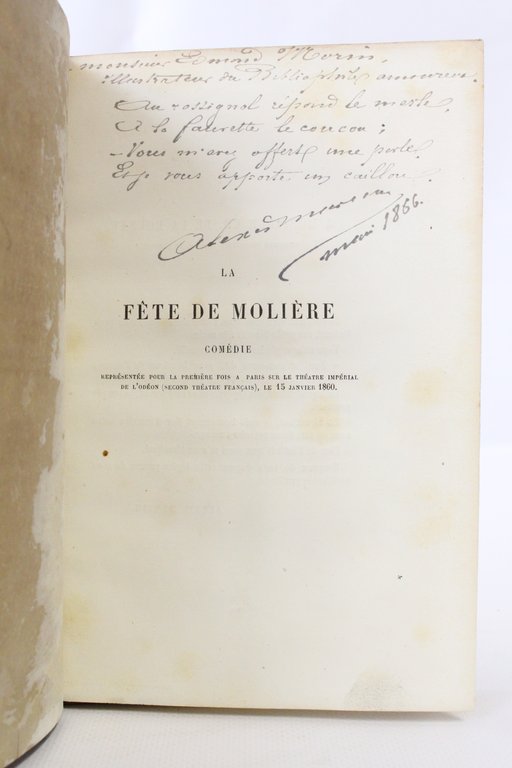 monsieur Edmond Morin,
illustrateur du Bibliophile amoureux.
Au rossignol répond le merle,
A la fauvette le coucou ;
Vous m'avez offert une perle
Et je vous apporte un caillou.
mai 1866.
LA
FÊTE DE MOLIÈRE
COMÉDIE
REPRÉSENTÉE POUR LA PREMIÈRE FOIS A PARIS SUR LE THÉATRE IMPÉRIAL
DE L'ODÉON (SECOND THÉATRE FRANÇAIS), LE 15 JANVIER 1860.